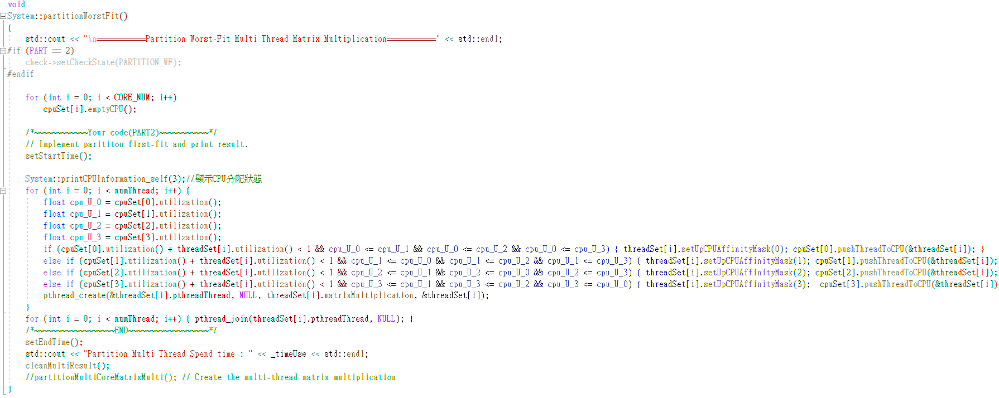 void
System::partitionWorstFit()
{
std::cout << "\n===========Partition Worst-Fit Multi Thread Matrix Multiplication===========" << std::endl;
#if (PART == 2)
check->setCheckState(PARTITION_WF);
#endif
for (int i = 0; i < CORE_NUM; i++)
cpuSet[i].emptyCPU();
/*~~~~~~~~~~~~Your code(PART2)~~~~~~~~~~~*/
// Implement parititon first-fit and print result.
setStartTime();
System::printCPUInformation_self(3);//顯示CPU分配狀態
for (int i = 0; i < numThread; i++) {
float cpu_U_0 = cpuSet[0].utilization();
float cpu_U_1 = cpuSet[1].utilization();
float cpu_U_2 = cpuSet[2].utilization();
float cpu_U_3 = cpuSet[3].utilization();
if (cpuSet[0].utilization() + threadSet[i].utilization() < 1 && cpu_U_0 <= cpu_U_1 && cpu_U_0 <= cpu_U_2 && cpu_U_0 <= cpu_U_3) { threadSet[i].setUpCPUAffinityMask(0); cpuSet[0].pushThreadToCPU(&threadSet[i]); }
else if (cpuSet[1].utilization() + threadSet[i].utilization() < 1 && cpu_U_1 <= cpu_U_0 && cpu_U_1 <= cpu_U_2 && cpu_U_1 <= cpu_U_3) { threadSet[i].setUpCPUAffinityMask(1); cpuSet[1].pushThreadToCPU(&threadSet[i]);
else if (cpuSet[2].utilization() + threadSet[i].utilization() < 1 && cpu_U_2 <= cpu_U_1 && cpu_U_2 <= cpu_U_0 && cpu_U_2 <= cpu_U_3) { threadSet[i].setUpCPUAffinityMask(2); cpuSet[2].pushThreadToCPU(&threadSet[i]);
else if (cpuSet[3].utilization() + threadSet[i].utilization() < 1 && cpu_U_3 <= cpu_U_1 && cpu_U_3 <= cpu_U_2 && cpu_U_3 <= cpu_U_0) { threadSet[i].setUpCPUAffinityMask(3);  cpuSet[3].pushThreadToCPU(&threadSet[i])
pthread_create(&threadSet[i].pthreadThread, NULL, threadSet[i].matrixMultiplication, &threadSet[i]);
}
for (int i = 0; i < numThread; i++) { pthread_join(threadSet[i].pthreadThread, NULL); }
/*~~~~~~~~~~~~~~~~~~END~~~~~~~~~~~~~~~~~~*/
setEndTime();
std::cout << "Partition Multi Thread Spend time : " << _timeUse << std::endl;
cleanMultiResult();
//partitionMultiCoreMatrixMulti(); // Create the multi-thread matrix multiplication
}